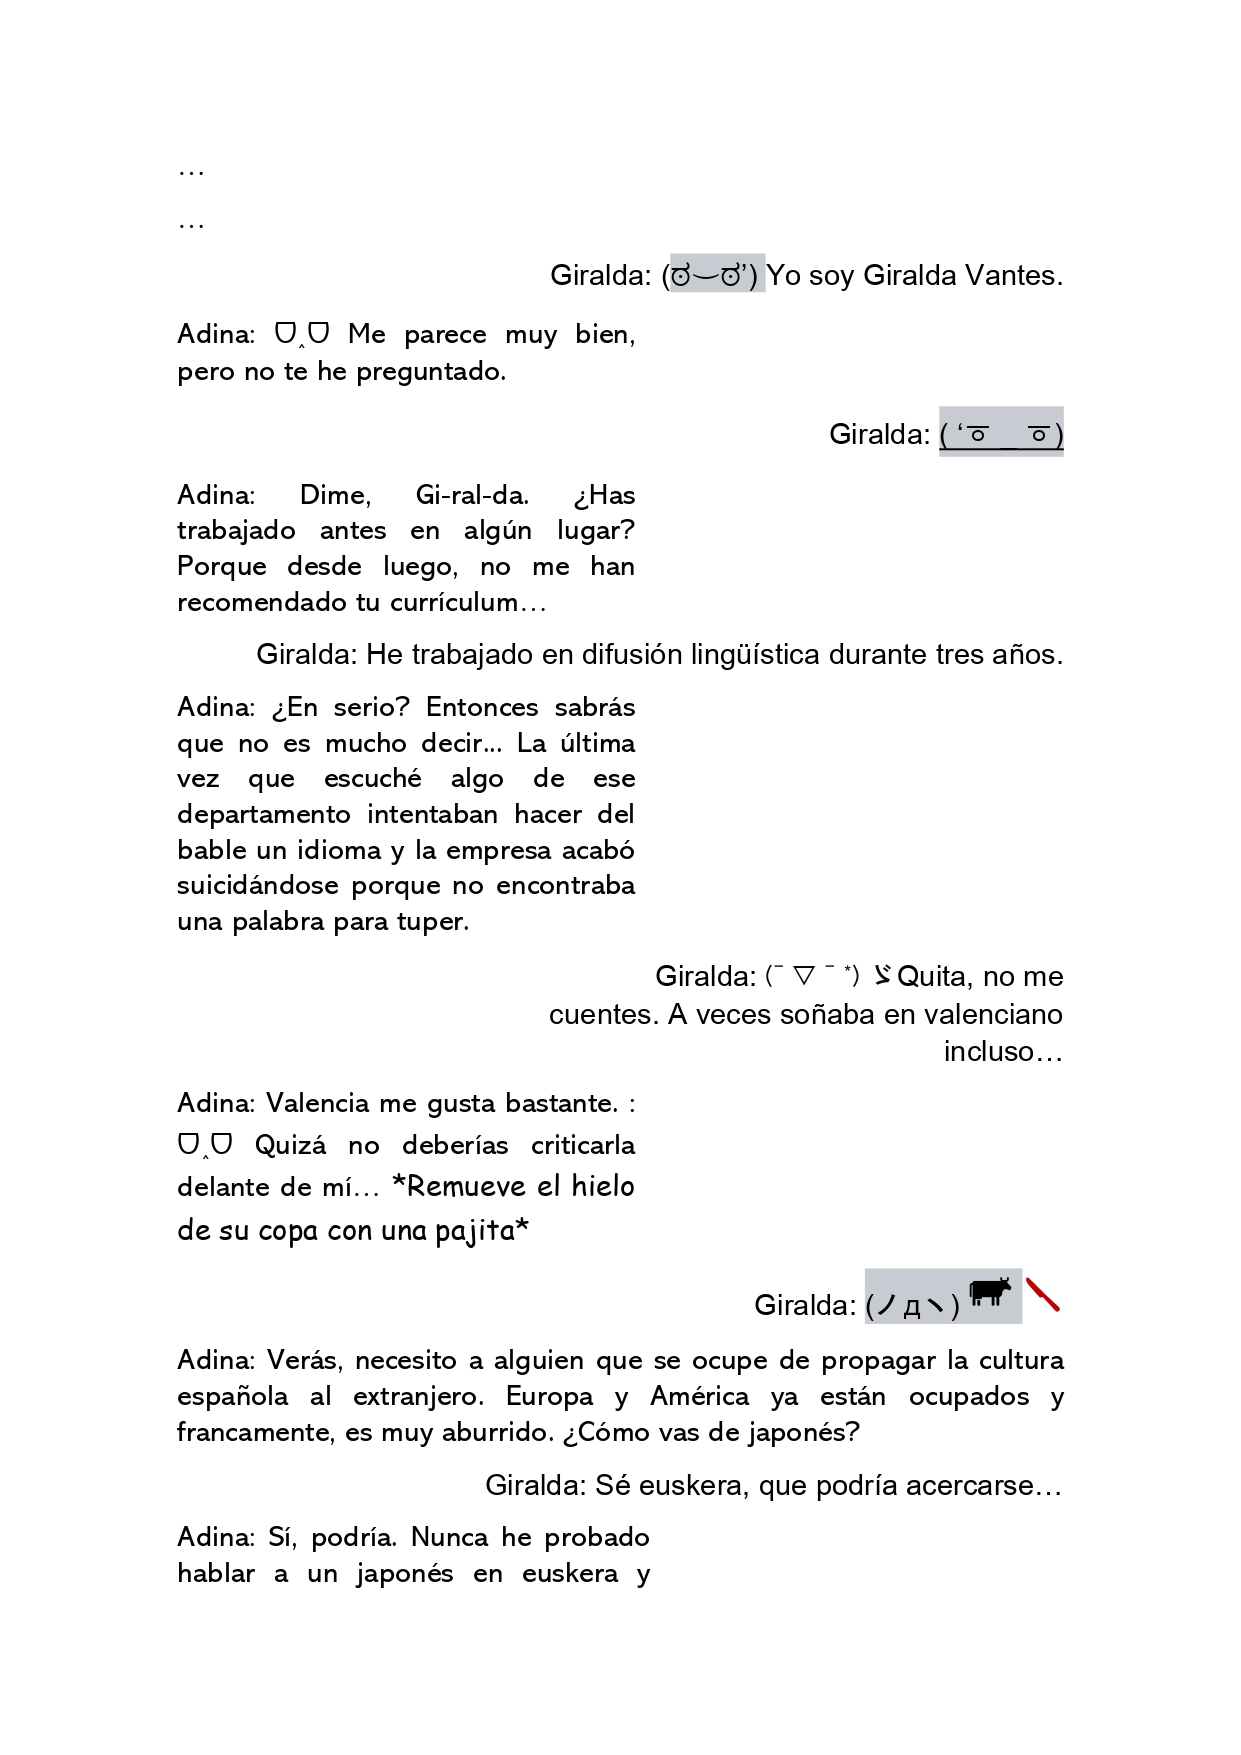 …
…
Giralda: (ಠ‿ಠ’) Yo soy Giralda Vantes.
Adina: ᗜ‸ᗜ Me parece muy bien,
pero no te he preguntado.
Giralda: ( ‘ᅙ _ ᅙ)
Adina: Dime, Gi-ral-da. ¿Has
trabajado antes en algún lugar?
Porque desde luego, no me han
recomendado tu currículum…
Giralda: He trabajado en difusión lingüística durante tres años.
Adina: ¿En serio? Entonces sabrás
que no es mucho decir... La última
vez que escuché algo de ese
departamento intentaban hacer del
bable un idioma y la empresa acabó
suicidándose porque no encontraba
una palabra para tuper.
Giralda: (¯ ▽ ¯ *) ゞQuita, no me
cuentes. A veces soñaba en valenciano
incluso…
Adina: Valencia me gusta bastante. :
ᗜ‸ᗜ Quizá no deberías criticarla
delante de mí… *Remueve el hielo
de su copa con una pajita*
Giralda: (ノдヽ) 🐄
Adina: Verás, necesito a alguien que se ocupe de propagar la cultura
española al extranjero. Europa y América ya están ocupados y
francamente, es muy aburrido. ¿Cómo vas de japonés?
Giralda: Sé euskera, que podría acercarse…
Adina: Sí, podría. Nunca he probado
hablar a un japonés en euskera y